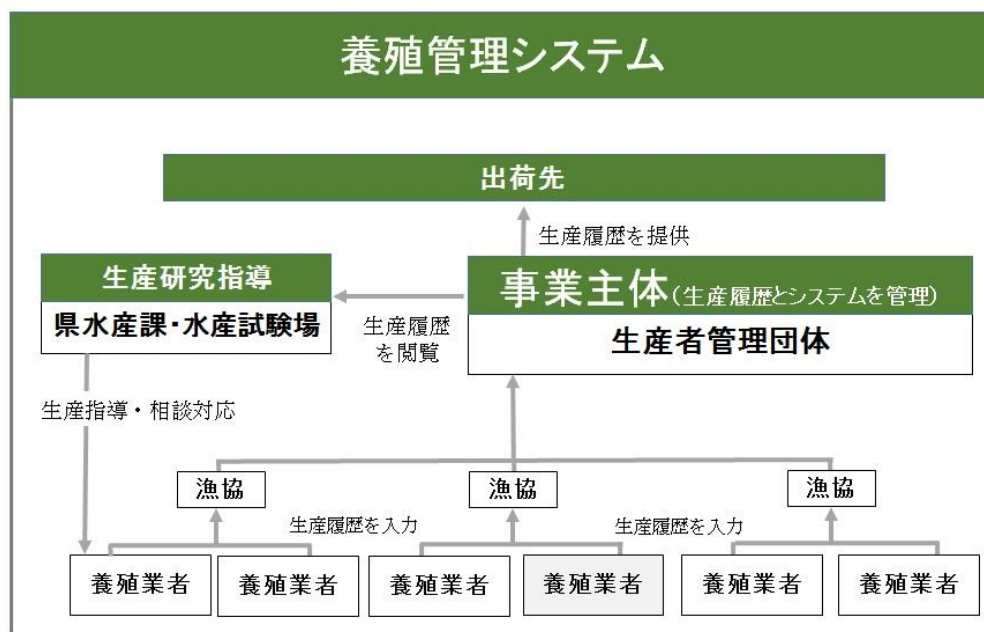 養殖管理システム
出荷先
生産履歴を提供
生産研究指導
県水産課・水産試験場
生産履歴
を閲覧
事業主体(生産履歴とシステムを管理)
生産者管理団体
生産指導・相談対応
漁協
漁協
漁協
生産履歴を入力
生産履歴を入力
養殖業者
養殖業者
養殖業者
養殖業者
養殖業者
養殖業者